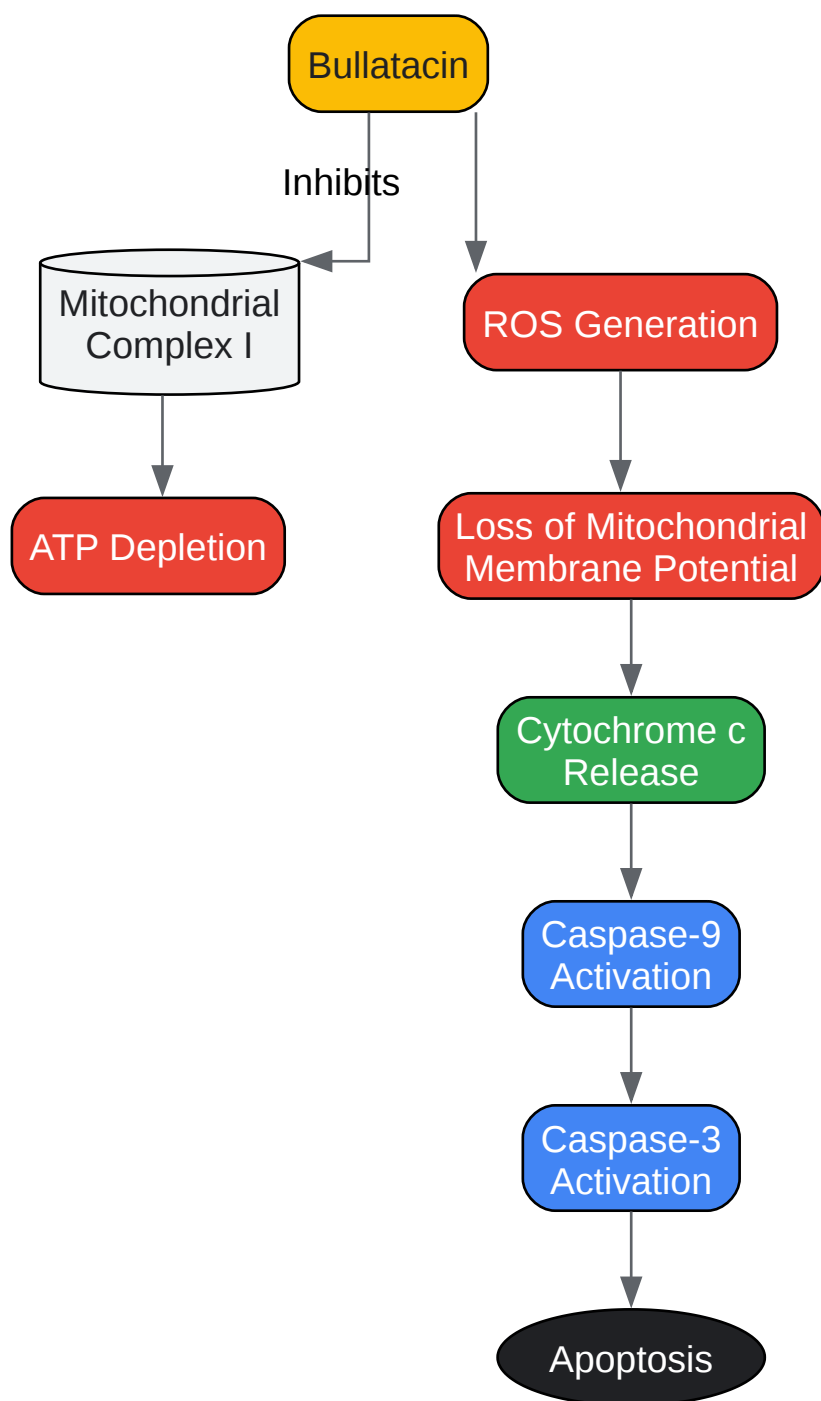 Bullatacin
Inhibits
Mitochondrial
Complex I
ROS Generation
ATP Depletion
Loss of Mitochondrial
Membrane Potential
Cytochrome c
Release
Caspase-9
Activation
Caspase-3
Activation
Apoptosis